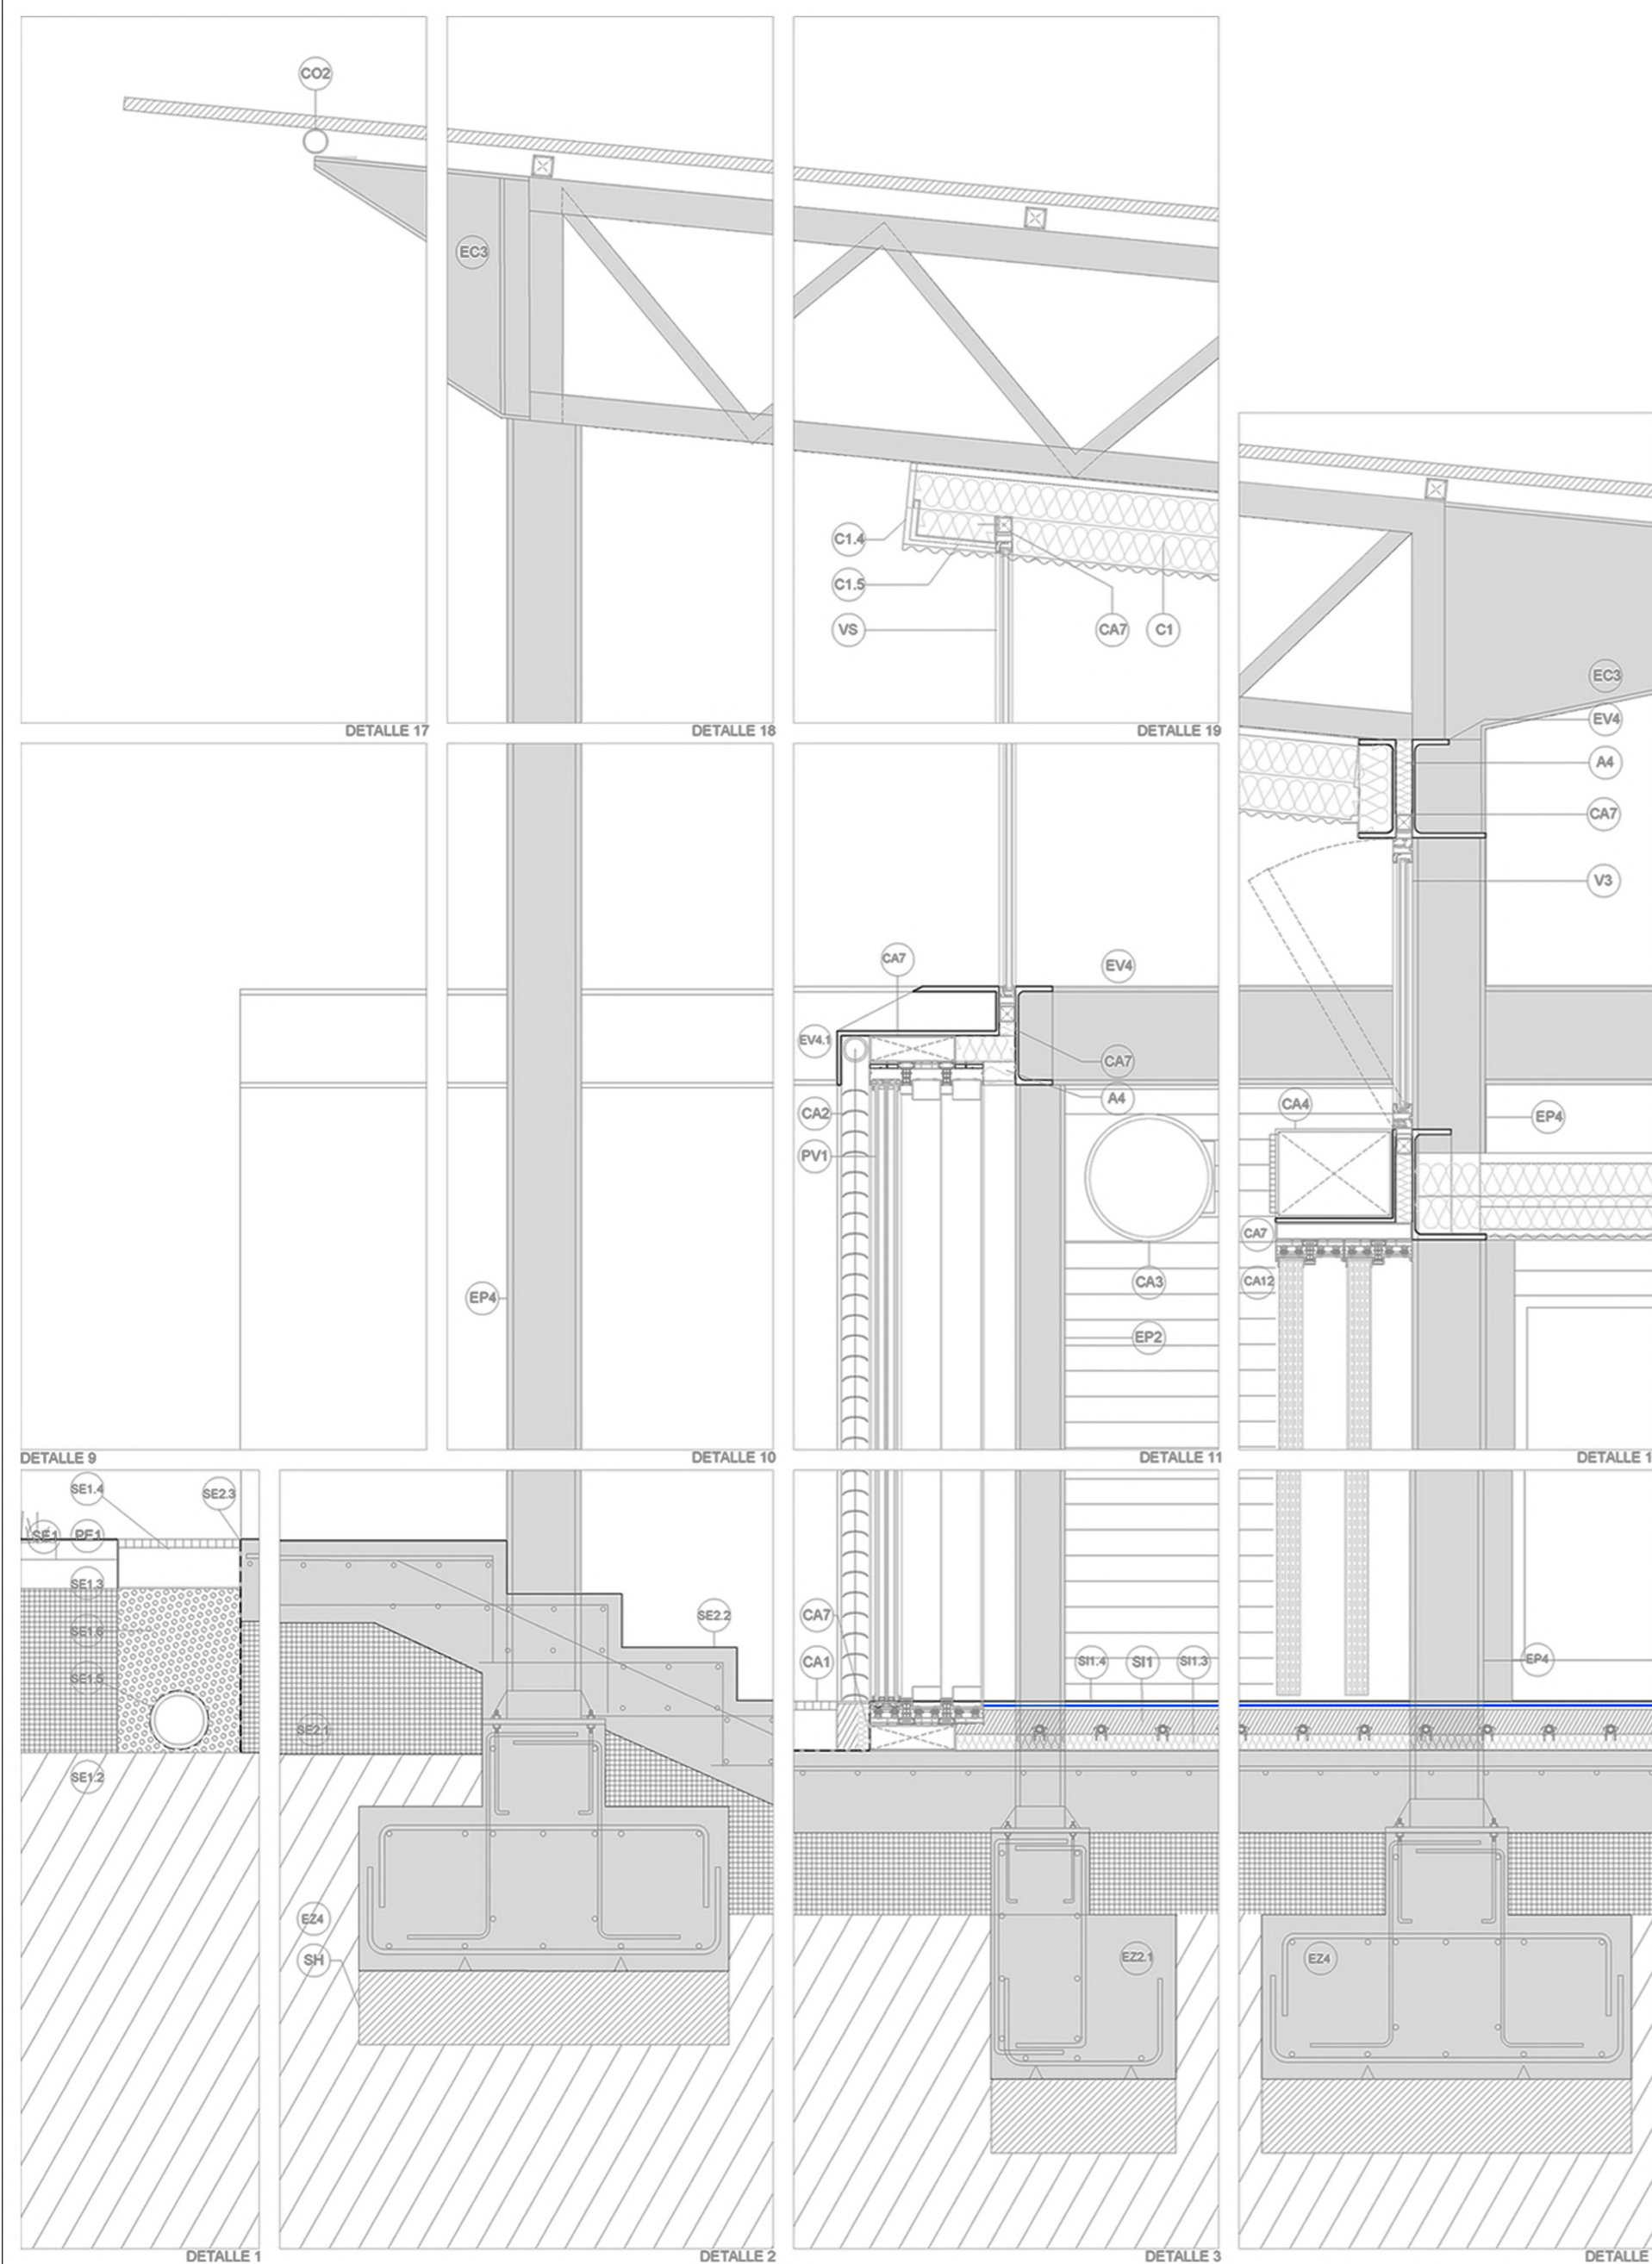 CO2
EC3
C1.4
C1.5
VS
CA7
C1
DETALLE 17
DETALLE 18
DETALLE 19
EC3
EV4
A4
CA7
V3
CA7
EV4
EV4.1
CA7
A4
CA2
PV1
CA4
EP4
CA7
CA12
CA3
EP2
EP4
DETALLE 9
DETALLE 10
DETALLE 11
DETALLE 1
SE1.4
SE2.3
SE1
PF1
SE1.3
SE1.6
SE1.5
SE2.1
SE1.2
SE2.2
EZ4
SH
CA7
CA1
SI1.4
SI1
SI1.3
EP4
EZ2.1
EZ4
DETALLE 1
DETALLE 2
DETALLE 3
DETALLE